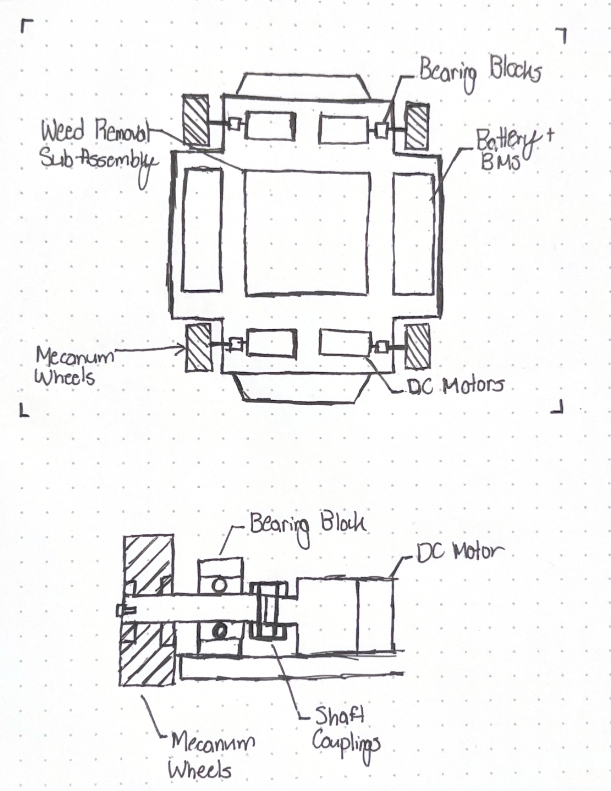 Bearing Blocks
Weed Removal
Sub-Assembly
Battery +
BMS
Mecanum
Wheels
DC Motors
Bearing Block
DC Motor
Shaft
Couplings
Mecanum
Wheels